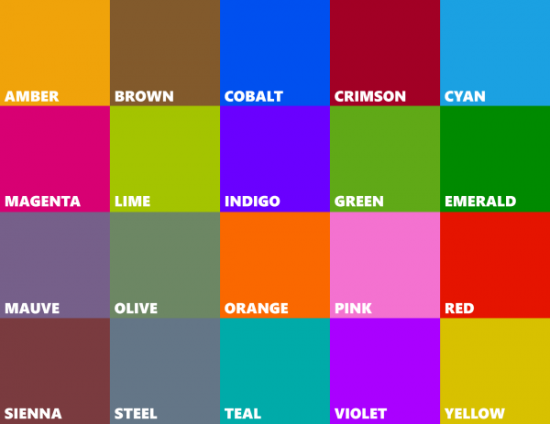 AMBER BROWN COBALT CRIMSON CYAN
MAGENTA LIME INDIGO GREEN EMERALD
MAUVE OLIVE ORANGE PINK RED
SIENNA STEEL TEAL VIOLET YELLOW